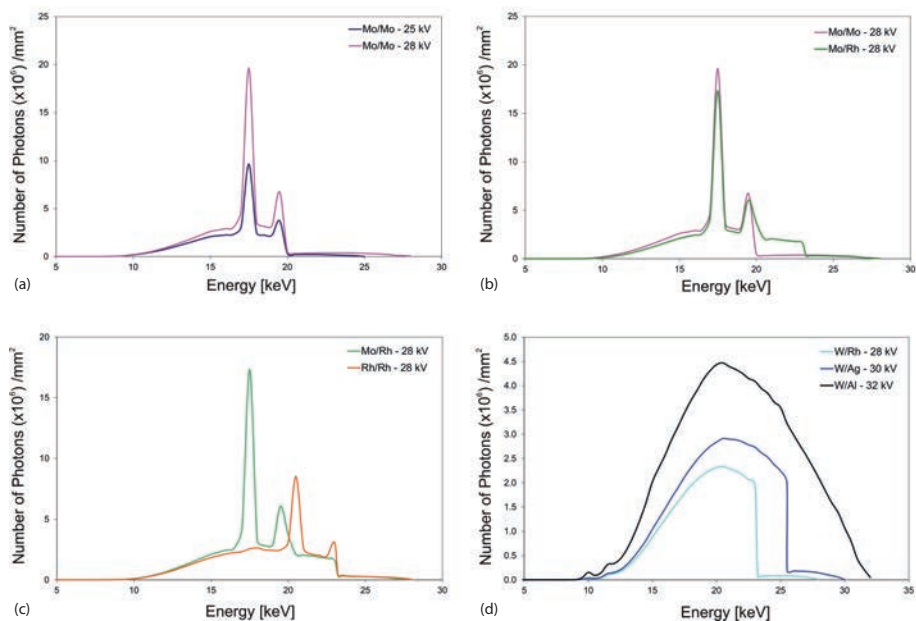 25
20
15
10
5
0
5
10
15
20
25
30
Number of Photons (x10⁶) /mm²
Energy [keV]
Mo/Mo - 25 kV
Mo/Mo - 28 kV
(a)
25
20
15
10
5
0
5
10
15
20
25
30
Number of Photons (x10⁶) /mm²
Energy [keV]
Mo/Mo - 28 kV
Mo/Rh - 28 kV
(b)
20
15
10
5
0
5
10
15
20
25
30
Number of Photons (x10⁶) /mm²
Energy [keV]
Mo/Rh - 28 kV
Rh/Rh - 28 kV
(c)
5.0
4.5
4.0
3.5
3.0
2.5
2.0
1.5
1.0
0.5
0.0
5
10
15
20
25
30
35
Number of Photons (x10⁶) /mm²
Energy [keV]
W/Rh - 28 kV
W/Ag - 30 kV
W/Al - 32 kV
(d)